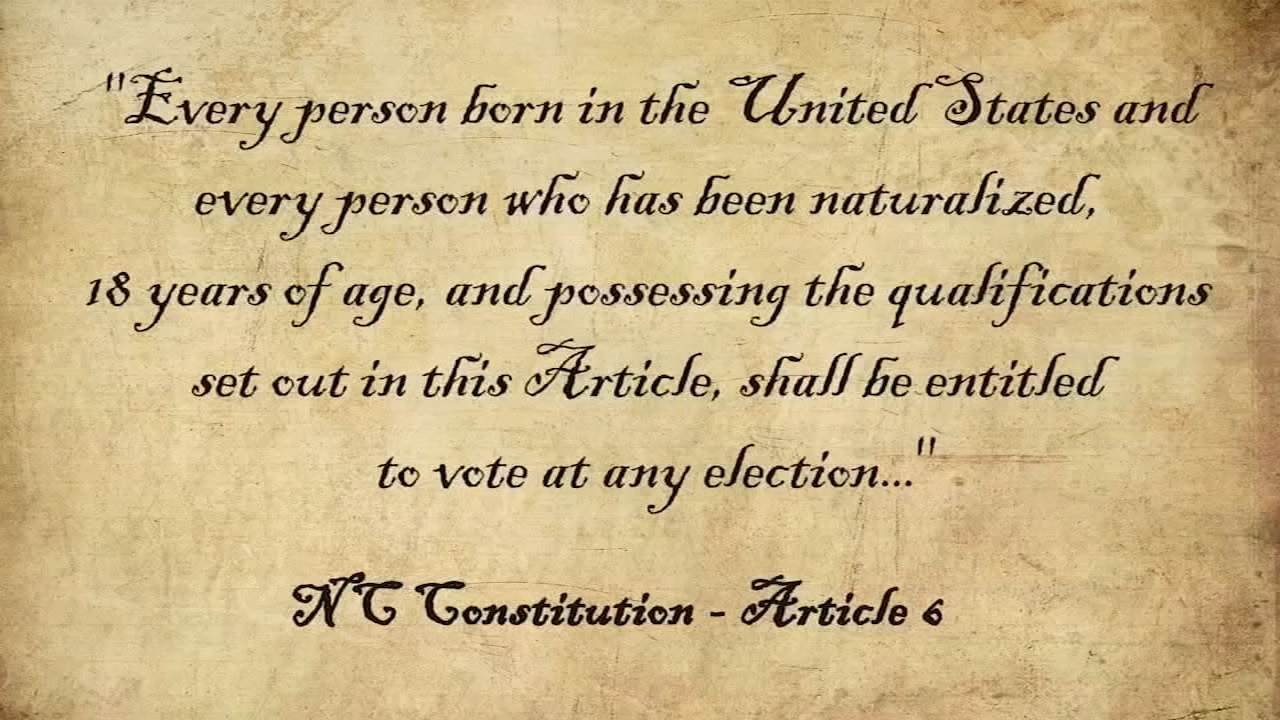 "Every person born in the United States and
every person who has been naturalized,
18 years of age, and possessing the qualifications
set out in this Article, shall be entitled
to vote at any election..."
NC Constitution - Article 6